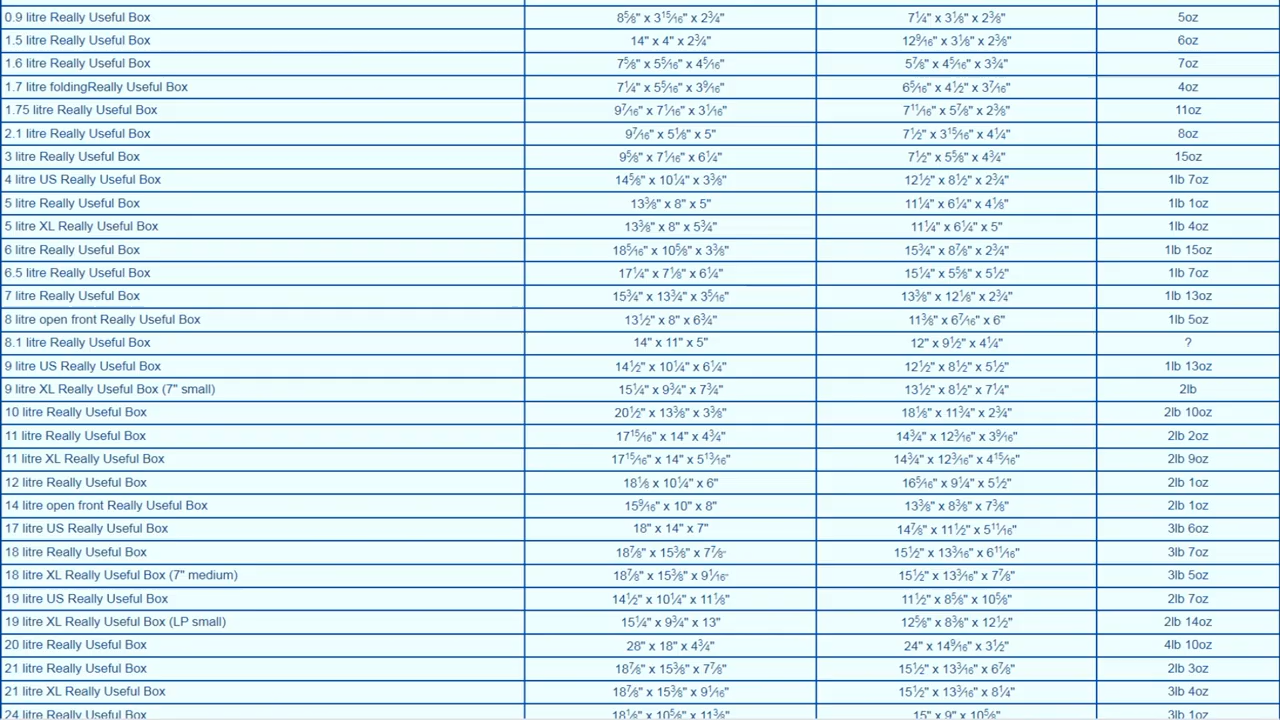 0.9 litre Really Useful Box 8⅝" x 3¹⁵⁄₁₆" x 2¾" 7¼" x 3⅛" x 2⅜" 5oz
1.5 litre Really Useful Box 14" x 4" x 2¾" 12⁹⁄₁₆" x 3⅛" x 2⅜" 6oz
1.6 litre Really Useful Box 7⅝" x 5⁵⁄₁₆" x 4⁵⁄₁₆" 5⅞" x 4⁵⁄₁₆" x 3¾" 7oz
1.7 litre foldingReally Useful Box 7¼" x 5⁵⁄₁₆" x 3⁹⁄₁₆" 6⁵⁄₁₆" x 4½" x 3⁷⁄₁₆" 4oz
1.75 litre Really Useful Box 9⁷⁄₁₆" x 7¹⁄₁₆" x 3¹⁄₁₆" 7¹¹⁄₁₆" x 5⅞" x 2⅜" 11oz
2.1 litre Really Useful Box 9⁷⁄₁₆" x 5⅛" x 5" 7½" x 3¹⁵⁄₁₆" x 4¼" 8oz
3 litre Really Useful Box 9⅝" x 7¹⁄₁₆" x 6¼" 7½" x 5⅝" x 4¾" 15oz
4 litre US Really Useful Box 14⅝" x 10¼" x 3⅜" 12½" x 8½" x 2¾" 1lb 7oz
5 litre Really Useful Box 13⅜" x 8" x 5" 11¼" x 6¼" x 4⅛" 1lb 1oz
5 litre XL Really Useful Box 13⅜" x 8" x 5¾" 11¼" x 6¼" x 5" 1lb 4oz
6 litre Really Useful Box 18⁵⁄₁₆" x 10⅝" x 3⅜" 15¾" x 8⅞" x 2¾" 1lb 15oz
6.5 litre Really Useful Box 17¼" x 7⅛" x 6¼" 15¼" x 5⅝" x 5½" 1lb 7oz
7 litre Really Useful Box 15¾" x 13¾" x 3⁵⁄₁₆" 13⅜" x 12⅛" x 2¾" 1lb 13oz
8 litre open front Really Useful Box 13½" x 8" x 6¾" 11⅜" x 6⁷⁄₁₆" x 6" 1lb 5oz
8.1 litre Really Useful Box 14" x 11" x 5" 12" x 9½" x 4¼" ?
9 litre US Really Useful Box 14½" x 10¼" x 6¼" 12½" x 8½" x 5½" 1lb 13oz
9 litre XL Really Useful Box (7" small) 15¼" x 9¾" x 7¾" 13½" x 8½" x 7¼" 2lb
10 litre Really Useful Box 20½" x 13⅜" x 3⅜" 18⅛" x 11¾" x 2¾" 2lb 10oz
11 litre Really Useful Box 17¹⁵⁄₁₆" x 14" x 4¾" 14¾" x 12³⁄₁₆" x 3⁹⁄₁₆" 2lb 2oz
11 litre XL Really Useful Box 17¹⁵⁄₁₆" x 14" x 5¹³⁄₁₆" 14¾" x 12³⁄₁₆" x 4¹⁵⁄₁₆" 2lb 9oz
12 litre Really Useful Box 18⅛ x 10¼" x 6" 16⁵⁄₁₆" x 9¼" x 5½" 2lb 1oz
14 litre open front Really Useful Box 15⁹⁄₁₆" x 10" x 8" 13⅜" x 8⅜" x 7⅜" 2lb 1oz
17 litre US Really Useful Box 18" x 14" x 7" 14⅞" x 11½" x 5¹¹⁄₁₆" 3lb 6oz
18 litre Really Useful Box 18⅞" x 15⅜" x 7⅞" 15½" x 13³⁄₁₆" x 6¹¹⁄₁₆" 3lb 7oz
18 litre XL Really Useful Box (7" medium) 18⅞" x 15⅜" x 9¹⁄₁₆" 15½" x 13³⁄₁₆" x 7⅞" 3lb 5oz
19 litre US Really Useful Box 14½" x 10¼" x 11⅛" 11½" x 8⅝" x 10⅝" 2lb 7oz
19 litre XL Really Useful Box (LP small) 15¼" x 9¾" x 13" 12⅝" x 8⅜" x 12½" 2lb 14oz
20 litre Really Useful Box 28" x 18" x 4¾" 24" x 14⁹⁄₁₆" x 3½" 4lb 10oz
21 litre Really Useful Box 18⅞" x 15⅜" x 7⅞" 15½" x 13³⁄₁₆" x 6⅞" 2lb 3oz
21 litre XL Really Useful Box 18⅞" x 15⅜" x 9¹⁄₁₆" 15½" x 13³⁄₁₆" x 8¼" 3lb 4oz
24 litre Really Useful Box 18⅛" x 10⅝" x 11⅜" 15" x 9" x 10⅝" 3lb 1oz